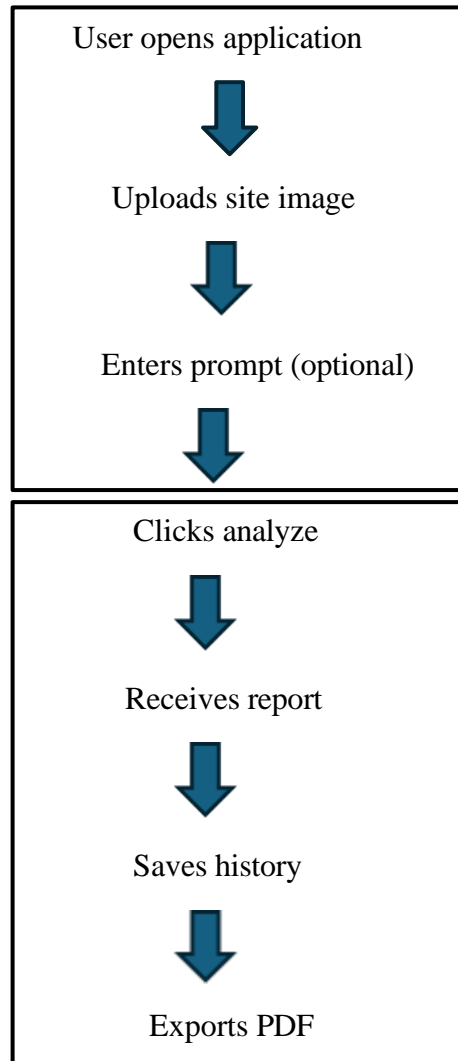 User opens application
Uploads site image
Enters prompt (optional)
Clicks analyze
Receives report
Saves history
Exports PDF